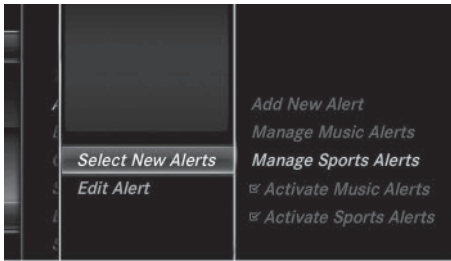 Select New Alerts
Edit Alert
Add New Alert
Manage Music Alerts
Manage Sports Alerts
Activate Music Alerts
Activate Sports Alerts